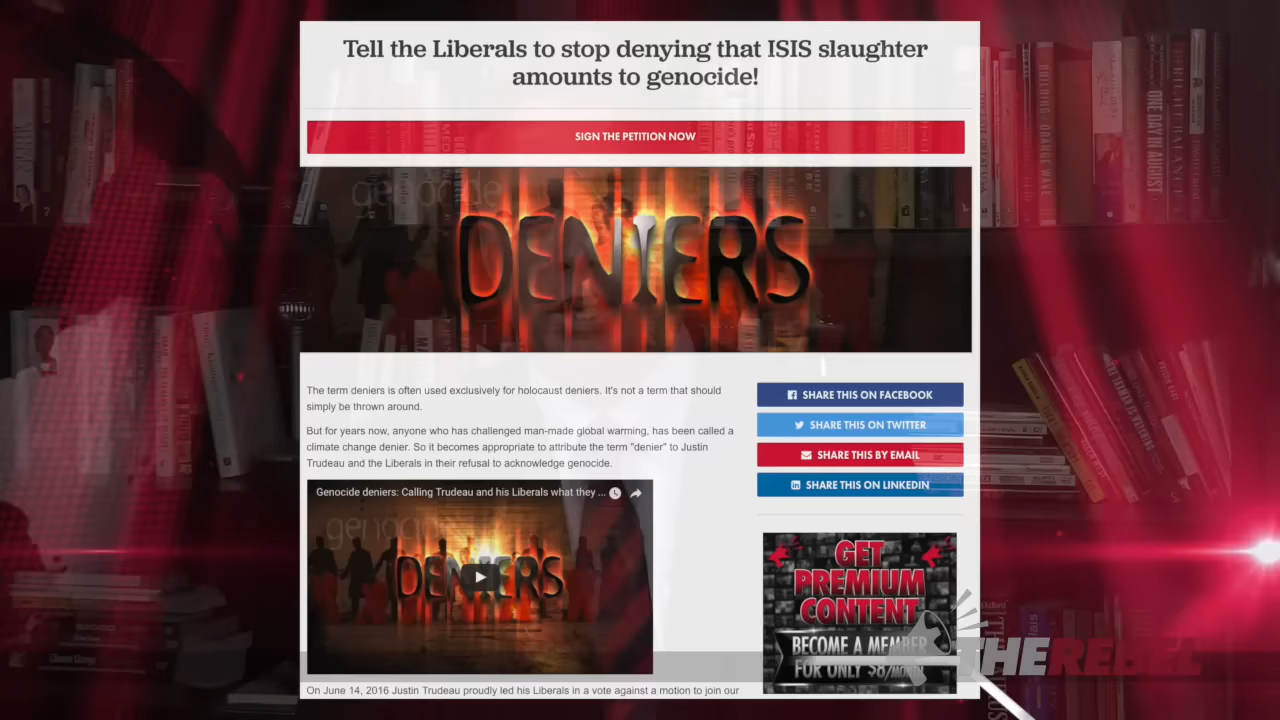 Tell the Liberals to stop denying that ISIS slaughter
amounts to genocide!
SIGN THE PETITION NOW
genocide
DENIERS
The term deniers is often used exclusively for holocaust deniers. It's not a term that should
simply be thrown around.
But for years now, anyone who has challenged man-made global warming, has been called a
climate change denier. So it becomes appropriate to attribute the term "denier" to Justin
Trudeau and the Liberals in their refusal to acknowledge genocide.
Genocide deniers: Calling Trudeau and his Liberals what they ...
genocide
DENIERS
On June 14, 2016 Justin Trudeau proudly led his Liberals in a vote against a motion to join our
SHARE THIS ON FACEBOOK
SHARE THIS ON TWITTER
SHARE THIS BY EMAIL
SHARE THIS ON LINKEDIN
GET
PREMIUM
CONTENT
BECOME A MEMBER
FOR ONLY $8/MONTH
THEREBEL
ONE DAY IN AUGUST